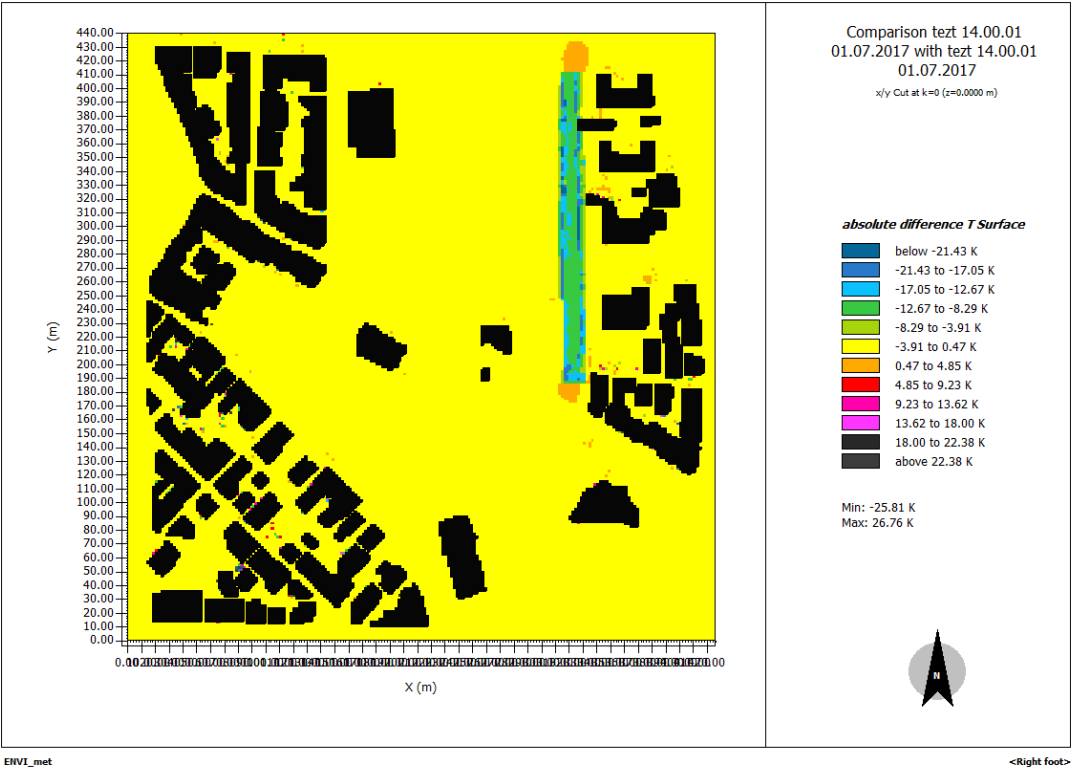 Comparison tezt 14.00.01
01.07.2017 with tezt 14.00.01
01.07.2017
x/y Cut at k=0 (z=0.0000 m)
440.00
430.00
420.00
410.00
400.00
390.00
380.00
370.00
360.00
350.00
340.00
330.00
320.00
310.00
300.00
290.00
280.00
270.00
260.00
250.00
240.00
230.00
220.00
210.00
200.00
190.00
180.00
170.00
160.00
150.00
140.00
130.00
120.00
110.00
100.00
90.00
80.00
70.00
60.00
50.00
40.00
30.00
20.00
10.00
0.00
Y (m)
X (m)
absolute difference T Surface
below -21.43 K
-21.43 to -17.05 K
-17.05 to -12.67 K
-12.67 to -8.29 K
-8.29 to -3.91 K
-3.91 to 0.47 K
0.47 to 4.85 K
4.85 to 9.23 K
9.23 to 13.62 K
13.62 to 18.00 K
18.00 to 22.38 K
above 22.38 K
Min: -25.81 K
Max: 26.76 K
N
ENVI_met
<Right foot>